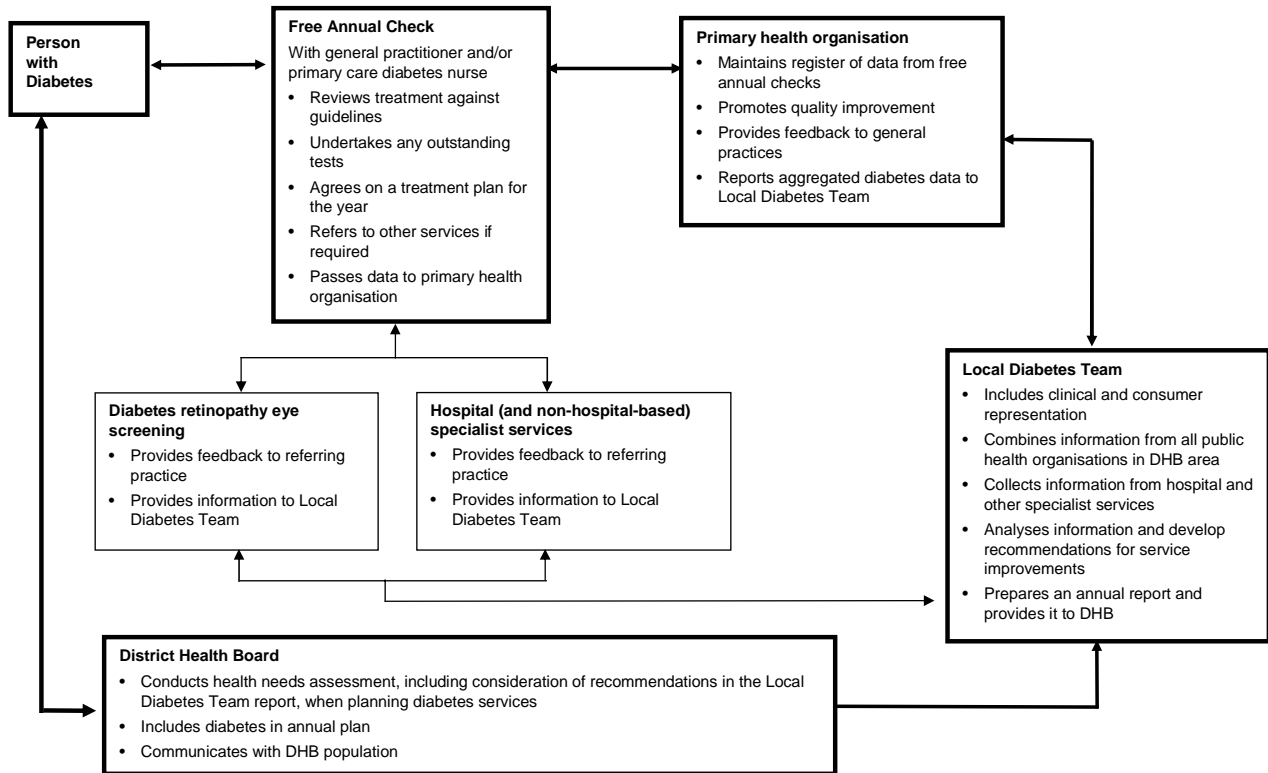 Person
with
Diabetes
Free Annual Check
With general practitioner and/or
primary care diabetes nurse
• Reviews treatment against
guidelines
• Undertakes any outstanding
tests
• Agrees on a treatment plan for
the year
• Refers to other services if
required
• Passes data to primary health
organisation
Primary health organisation
• Maintains register of data from free
annual checks
• Promotes quality improvement
• Provides feedback to general
practices
• Reports aggregated diabetes data to
Local Diabetes Team
Diabetes retinopathy eye
screening
• Provides feedback to referring
practice
• Provides information to Local
Diabetes Team
Hospital (and non-hospital-based)
specialist services
• Provides feedback to referring
practice
• Provides information to Local
Diabetes Team
Local Diabetes Team
• Includes clinical and consumer
representation
• Combines information from all public
health organisations in DHB area
• Collects information from hospital and
other specialist services
• Analyses information and develop
recommendations for service
improvements
• Prepares an annual report and
provides it to DHB
District Health Board
• Conducts health needs assessment, including consideration of recommendations in the Local
Diabetes Team report, when planning diabetes services
• Includes diabetes in annual plan
• Communicates with DHB population